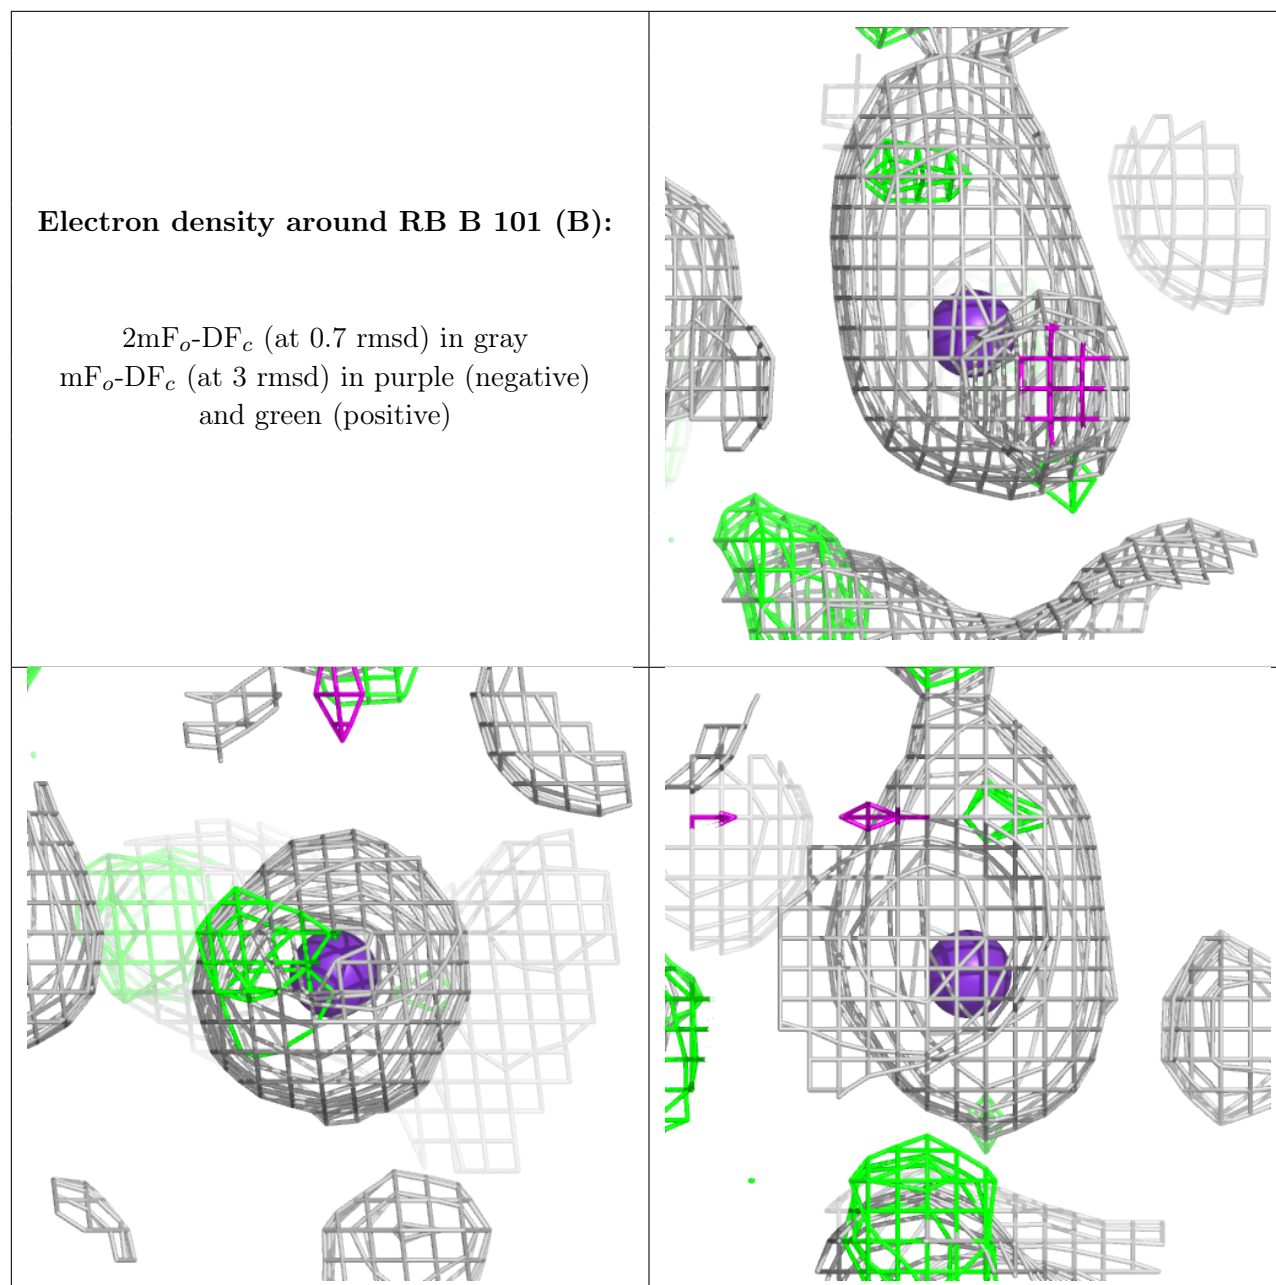 Electron density around RB B 101 (B):
2mFo-DFc (at 0.7 rmsd) in gray
mFo-DFc (at 3 rmsd) in purple (negative)
and green (positive)